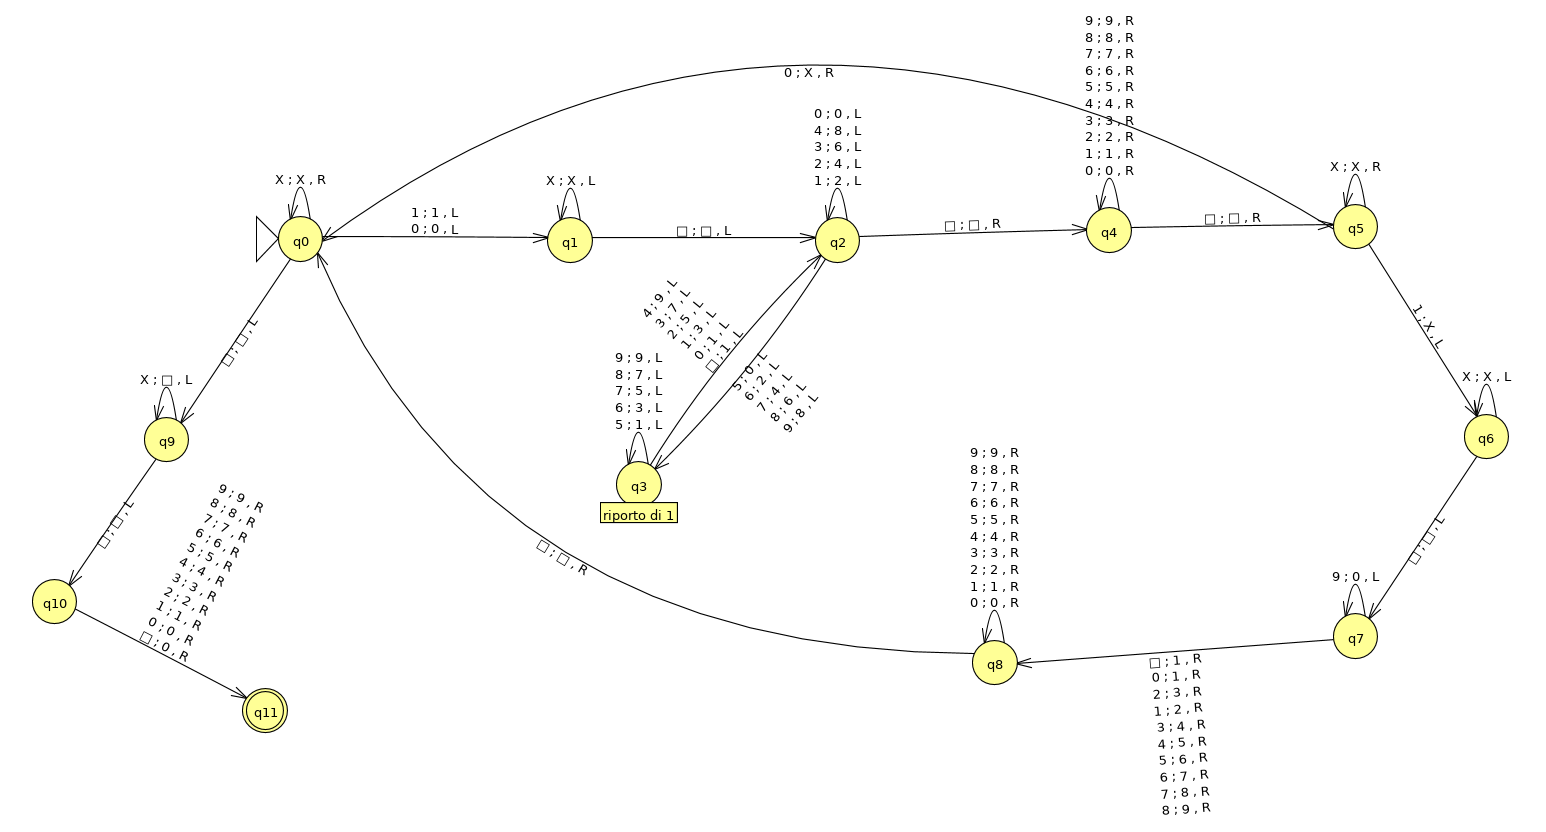 9 ; 9 , R
8 ; 8 , R
7 ; 7 , R
6 ; 6 , R
5 ; 5 , R
4 ; 4 , R
3 ; 3 , R
2 ; 2 , R
1 ; 1 , R
0 ; 0 , R
0 ; X , R
0 ; 0 , L
4 ; 8 , L
3 ; 6 , L
2 ; 4 , L
1 ; 2 , L
X ; X , R
X ; X , L
X ; X , R
1 ; 1 , L
0 ; 0 , L
□ ; □ , L
□ ; □ , R
□ ; □ , R
q0
q1
q2
q4
q5
4 ; 9 , L
3 ; 7 , L
2 ; 5 , L
1 ; 3 , L
0 ; 1 , L
□ ; 1 , L
5 ; 0 , L
6 ; 2 , L
7 ; 4 , L
8 ; 6 , L
9 ; 8 , L
1 ; X , L
□ ; □ , L
X ; □ , L
9 ; 9 , L
8 ; 7 , L
7 ; 5 , L
6 ; 3 , L
5 ; 1 , L
X ; X , L
q9
q3
riporto di 1
q6
□ ; □ , L
9 ; 9 , R
8 ; 8 , R
7 ; 7 , R
6 ; 6 , R
5 ; 5 , R
4 ; 4 , R
3 ; 3 , R
2 ; 2 , R
1 ; 1 , R
0 ; 0 , R
□ ; 0 , R
□ ; □ , R
9 ; 9 , R
8 ; 8 , R
7 ; 7 , R
6 ; 6 , R
5 ; 5 , R
4 ; 4 , R
3 ; 3 , R
2 ; 2 , R
1 ; 1 , R
0 ; 0 , R
□ ; □ , L
9 ; 0 , L
q10
q11
q8
q7
□ ; 1 , R
0 ; 1 , R
2 ; 3 , R
1 ; 2 , R
3 ; 4 , R
4 ; 5 , R
5 ; 6 , R
6 ; 7 , R
7 ; 8 , R
8 ; 9 , R